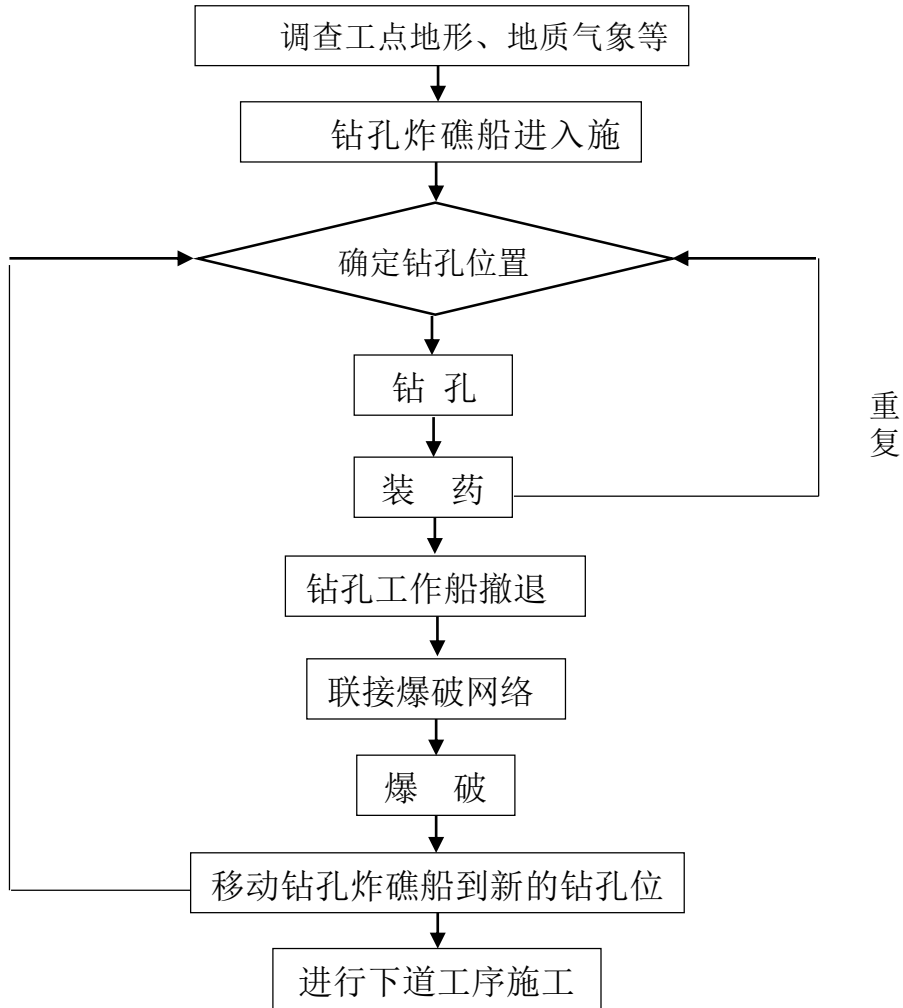 调查工点地形、地质气象等
钻孔炸礁船进入施
确定钻孔位置
钻 孔
重
复
装 药
钻孔工作船撤退
联接爆破网络
爆 破
移动钻孔炸礁船到新的钻孔位
进行下道工序施工